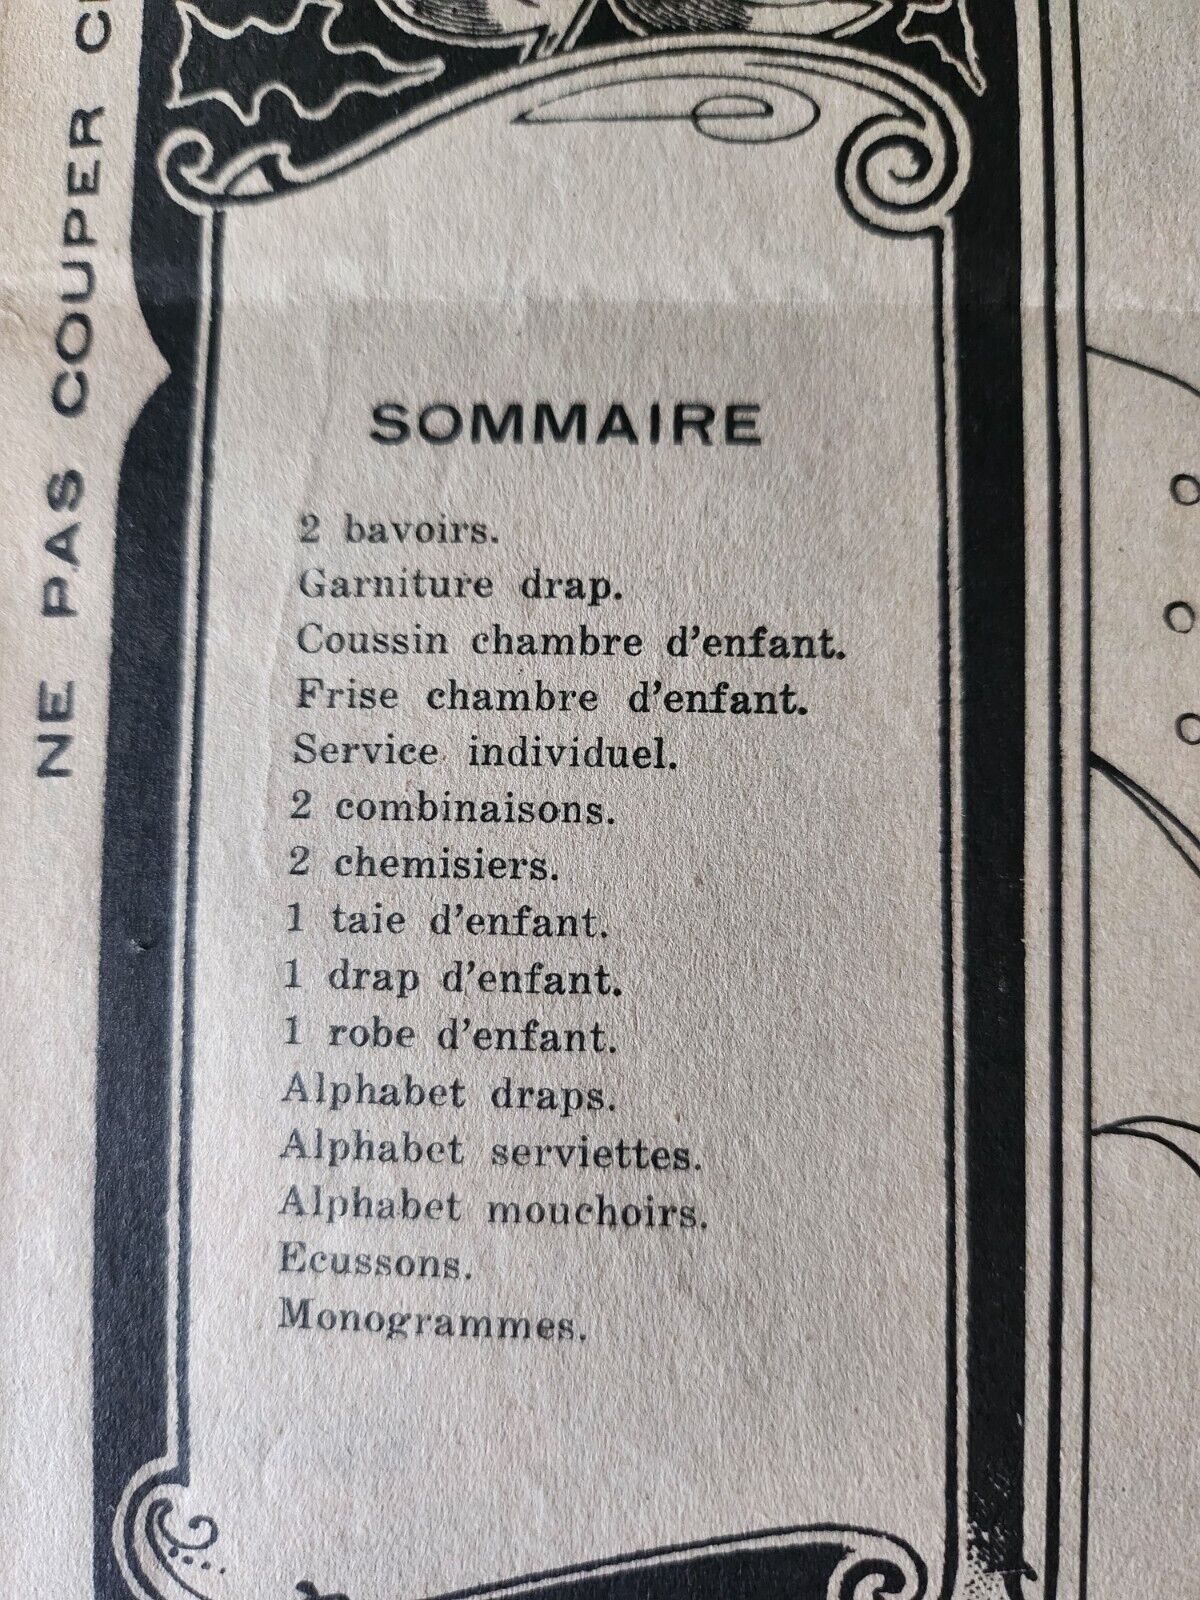 NE PAS COUPER
SOMMAIRE
2 bavoirs.
Garniture drap.
Coussin chambre d'enfant.
Frise chambre d'enfant.
Service individuel.
2 combinaisons.
2 chemisiers.
1 taie d'enfant.
1 drap d'enfant.
1 robe d'enfant.
Alphabet draps.
Alphabet serviettes.
Alphabet mouchoirs.
Ecussons.
Monogrammes.